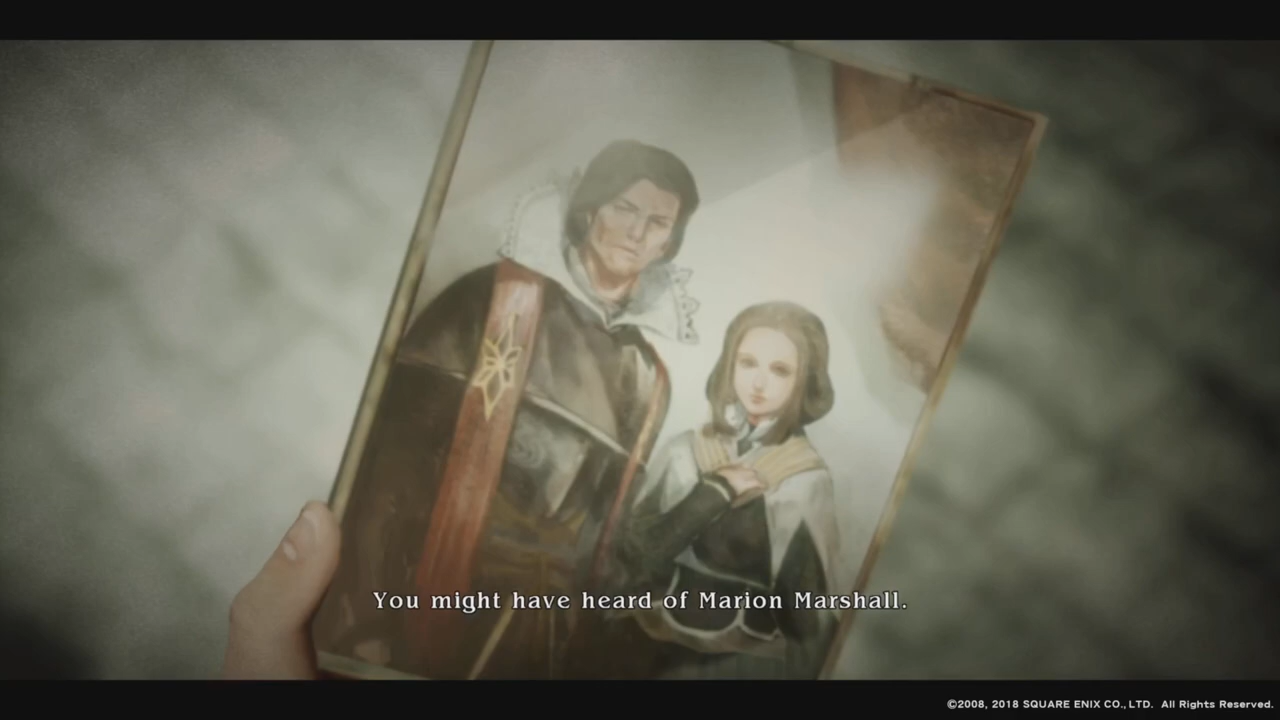 You might have heard of Marion Marshall.
©2008, 2018 SQUARE ENIX CO., LTD. All Rights Reserved.